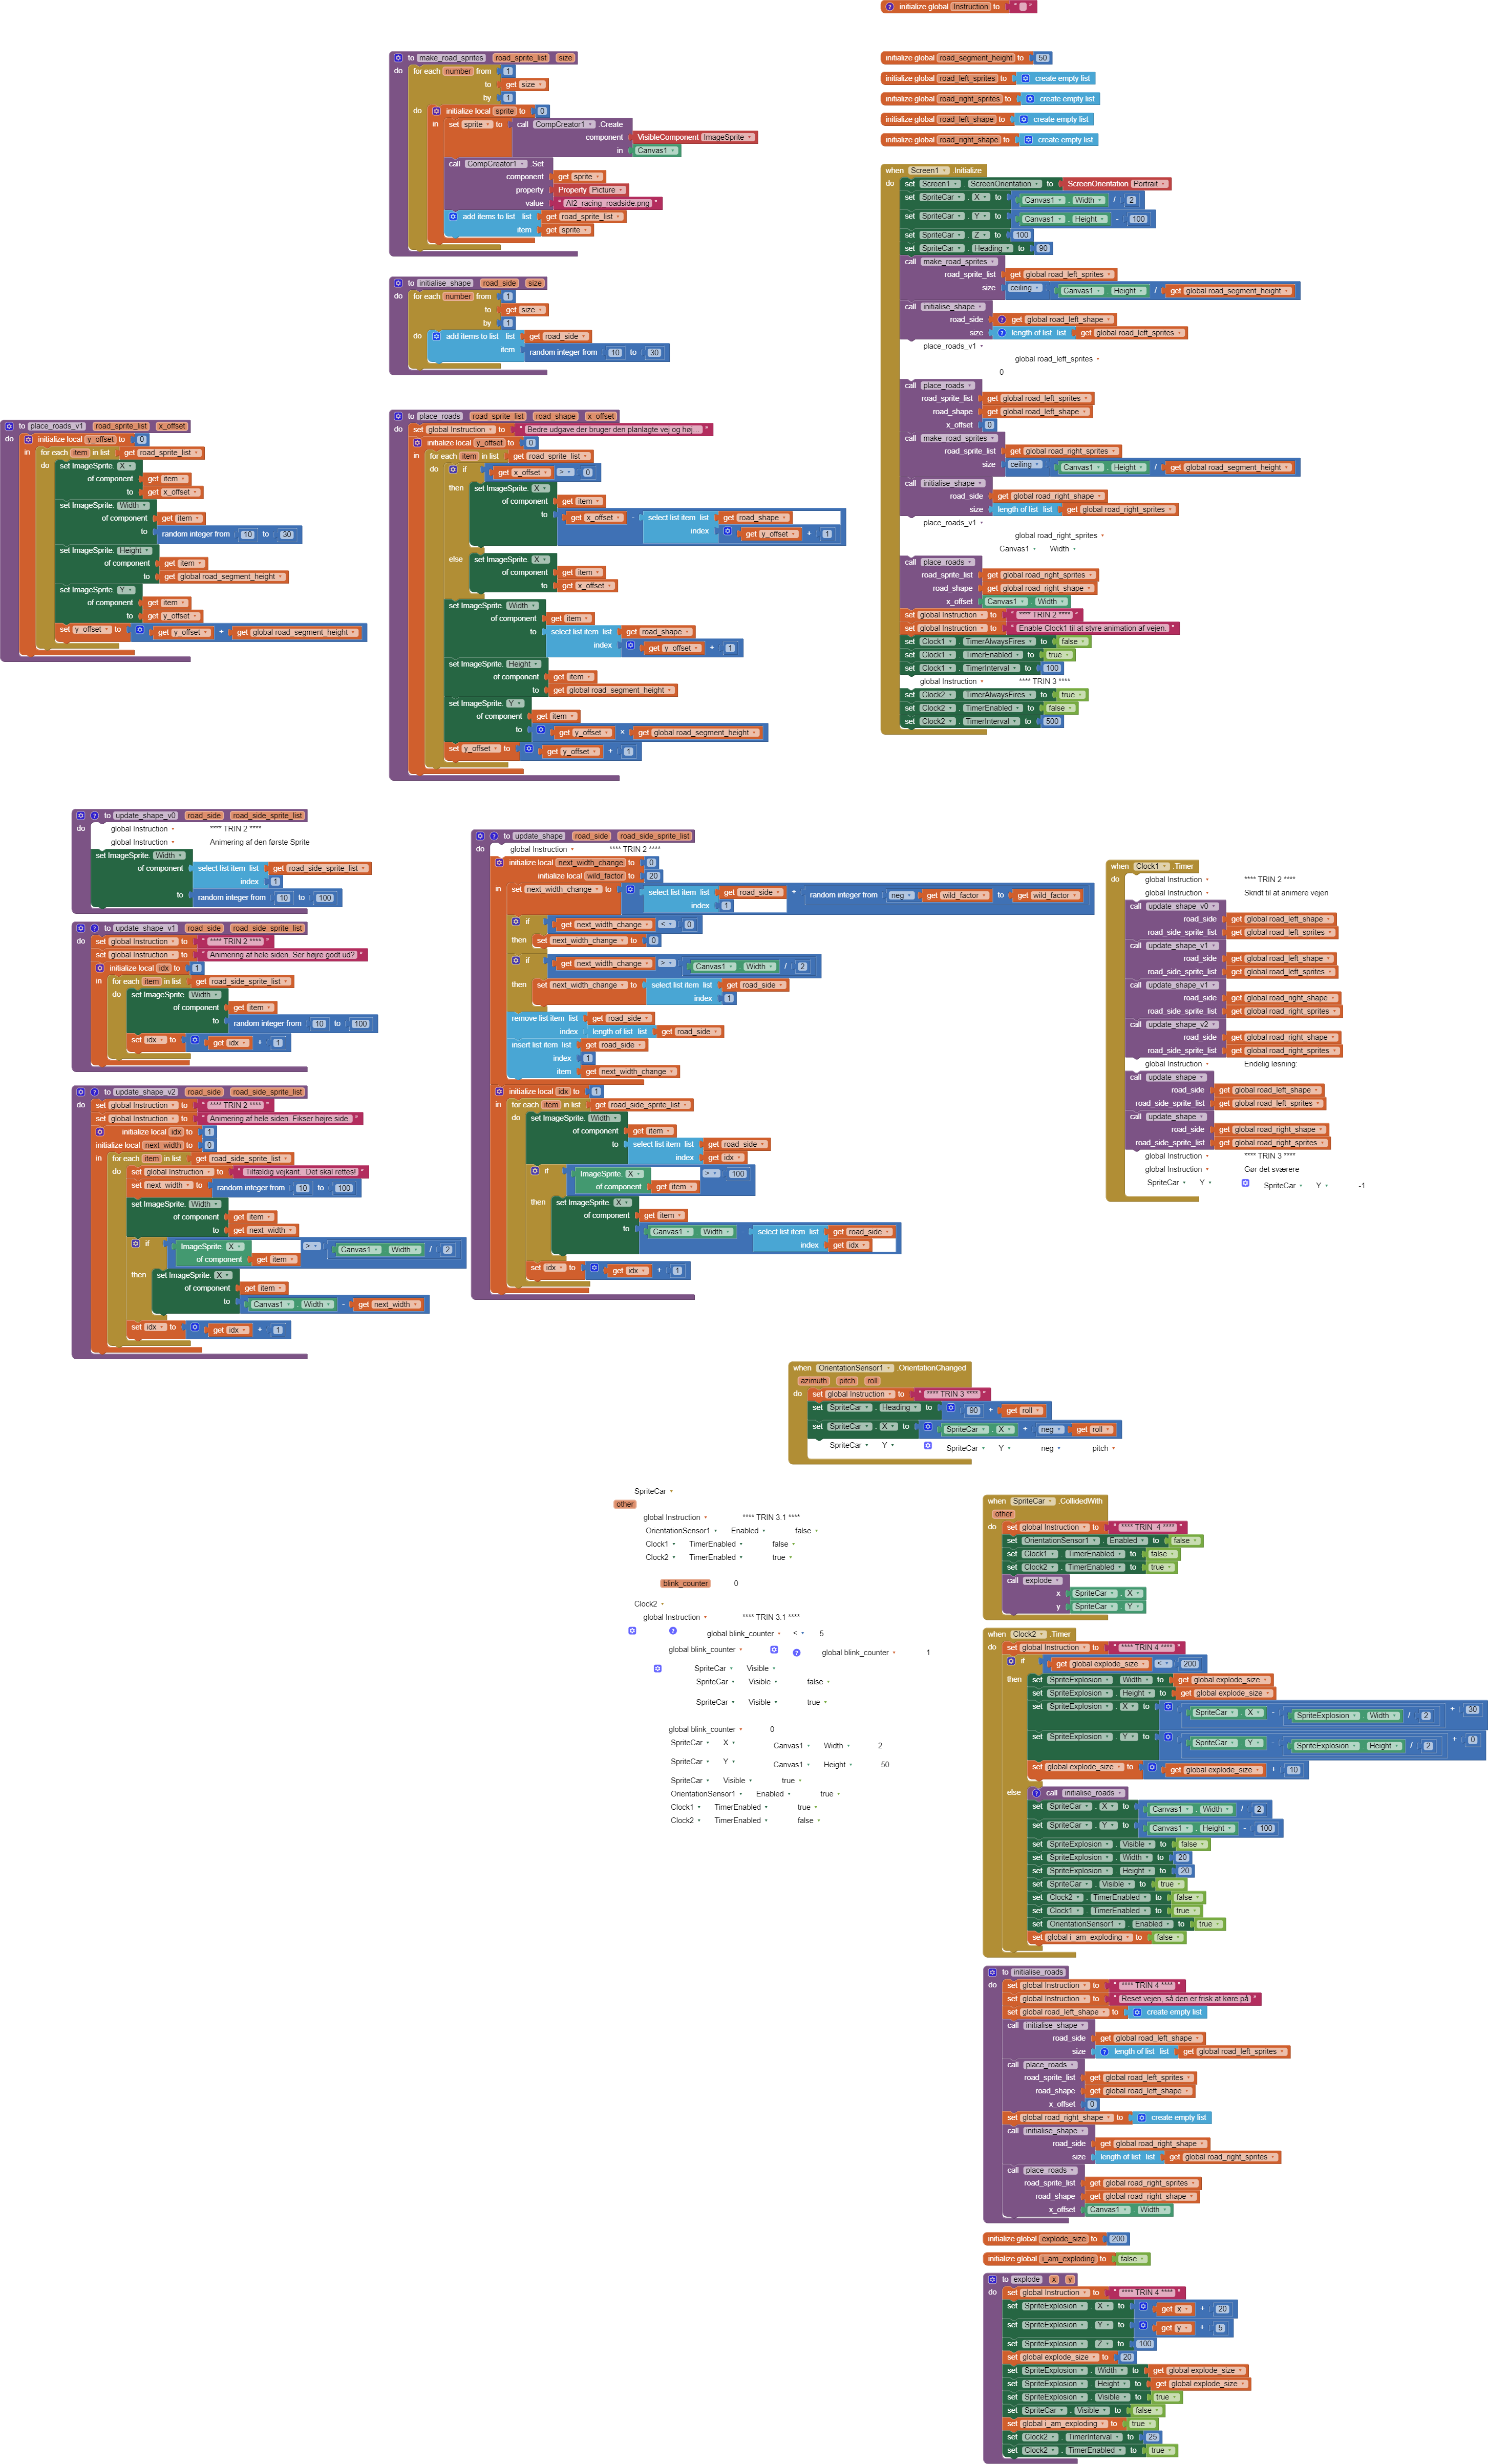 initialize global Instruction to " "
to make_road_sprites road_sprite_list size
do for each number from 1
to get size
by 1
do initialize local sprite to 0
in set sprite to call CompCreator1 .Create
component VisibleComponent ImageSprite
in Canvas1
call CompCreator1 .Set
component get sprite
property Property Picture
value " AI2_racing_roadside.png "
add items to list list get road_sprite_list
item get sprite
initialize global road_segment_height to 50
initialize global road_left_sprites to create empty list
initialize global road_right_sprites to create empty list
initialize global road_left_shape to create empty list
initialize global road_right_shape to create empty list
when Screen1 .Initialize
do set Screen1 . ScreenOrientation to ScreenOrientation Portrait
set SpriteCar . X to Canvas1 . Width / 2
set SpriteCar . Y to Canvas1 . Height - 100
set SpriteCar . Z to 100
set SpriteCar . Heading to 90
call make_road_sprites
road_sprite_list get global road_left_sprites
size ceiling Canvas1 . Height / get global road_segment_height
call initialise_shape
road_side get global road_left_shape
size length of list list get global road_left_sprites
place_roads_v1
global road_left_sprites
0
call place_roads
road_sprite_list get global road_left_sprites
road_shape get global road_left_shape
x_offset 0
call make_road_sprites
road_sprite_list get global road_right_sprites
size ceiling Canvas1 . Height / get global road_segment_height
call initialise_shape
road_side get global road_right_shape
size length of list list get global road_right_sprites
place_roads_v1
global road_right_sprites
Canvas1 Width
call place_roads
road_sprite_list get global road_right_sprites
road_shape get global road_right_shape
x_offset Canvas1 . Width
set global Instruction to " **** TRIN 2 **** "
set global Instruction to " Enable Clock1 til at styre animation af vejen. "
set Clock1 . TimerAlwaysFires to false
set Clock1 . TimerEnabled to true
set Clock1 . TimerInterval to 100
global Instruction **** TRIN 3 ****
set Clock2 . TimerAlwaysFires to true
set Clock2 . TimerEnabled to false
set Clock2 . TimerInterval to 500
to initialise_shape road_side size
do for each number from 1
to get size
by 1
do add items to list list get road_side
item random integer from 10 to 30
to place_roads_v1 road_sprite_list x_offset
do initialize local y_offset to 0
in for each item in list get road_sprite_list
do set ImageSprite. X
of component get item
to get x_offset
set ImageSprite. Width
of component get item
to random integer from 10 to 30
set ImageSprite. Height
of component get item
to get global road_segment_height
set ImageSprite. Y
of component get item
to get y_offset
set y_offset to get y_offset + get global road_segment_height
to place_roads road_sprite_list road_shape x_offset
do set global Instruction to " Bedre udgave der bruger den planlagte vej og høj... "
initialize local y_offset to 0
in for each item in list get road_sprite_list
do if get x_offset > 0
then set ImageSprite. X
of component get item
to get x_offset - select list item list get road_shape
index get y_offset + 1
else set ImageSprite. X
of component get item
to get x_offset
set ImageSprite. Width
of component get item
to select list item list get road_shape
index get y_offset + 1
set ImageSprite. Height
of component get item
to get global road_segment_height
set ImageSprite. Y
of component get item
to get y_offset × get global road_segment_height
set y_offset to get y_offset + 1
to update_shape_v0 road_side road_side_sprite_list
do global Instruction **** TRIN 2 ****
global Instruction Animering af den første Sprite
set ImageSprite. Width
of component select list item list get road_side_sprite_list
index 1
to random integer from 10 to 100
to update_shape_v1 road_side road_side_sprite_list
do set global Instruction to " **** TRIN 2 **** "
set global Instruction to " Animering af hele siden. Ser højre godt ud? "
initialize local idx to 1
in for each item in list get road_side_sprite_list
do set ImageSprite. Width
of component get item
to random integer from 10 to 100
set idx to get idx + 1
to update_shape_v2 road_side road_side_sprite_list
do set global Instruction to " **** TRIN 2 **** "
set global Instruction to " Animering af hele siden. Fikser højre side. "
initialize local idx to 1
initialize local next_width to 0
in for each item in list get road_side_sprite_list
do set global Instruction to " Tilfældig vejkant. Det skal rettes! "
set next_width to random integer from 10 to 100
set ImageSprite. Width
of component get item
to get next_width
if ImageSprite. X > Canvas1 . Width / 2
of component get item
then set ImageSprite. X
of component get item
to Canvas1 . Width - get next_width
set idx to get idx + 1
to update_shape road_side road_side_sprite_list
do global Instruction **** TRIN 2 ****
initialize local next_width_change to 0
initialize local wild_factor to 20
in set next_width_change to select list item list get road_side + random integer from neg get wild_factor to get wild_factor
index 1
if get next_width_change < 0
then set next_width_change to 0
if get next_width_change > Canvas1 . Width / 2
then set next_width_change to select list item list get road_side
index 1
remove list item list get road_side
index length of list list get road_side
insert list item list get road_side
index 1
item get next_width_change
initialize local idx to 1
in for each item in list get road_side_sprite_list
do set ImageSprite. Width
of component get item
to select list item list get road_side
index get idx
if ImageSprite. X > 100
of component get item
then set ImageSprite. X
of component get item
to Canvas1 . Width - select list item list get road_side
index get idx
set idx to get idx + 1
when Clock1 .Timer
do global Instruction **** TRIN 2 ****
global Instruction Skridt til at animere vejen
call update_shape_v0
road_side get global road_left_shape
road_side_sprite_list get global road_left_sprites
call update_shape_v1
road_side get global road_left_shape
road_side_sprite_list get global road_left_sprites
call update_shape_v1
road_side get global road_right_shape
road_side_sprite_list get global road_right_sprites
call update_shape_v2
road_side get global road_right_shape
road_side_sprite_list get global road_right_sprites
global Instruction Endelig løsning:
call update_shape
road_side get global road_left_shape
road_side_sprite_list get global road_left_sprites
call update_shape
road_side get global road_right_shape
road_side_sprite_list get global road_right_sprites
global Instruction **** TRIN 3 ****
global Instruction Gør det sværere
SpriteCar Y SpriteCar Y -1
when OrientationSensor1 .OrientationChanged
azimuth pitch roll
do set global Instruction to " **** TRIN 3 **** "
set SpriteCar . Heading to 90 + get roll
set SpriteCar . X to SpriteCar . X + neg get roll
SpriteCar Y SpriteCar Y neg pitch
SpriteCar
other
global Instruction **** TRIN 3.1 ****
OrientationSensor1 Enabled false
Clock1 TimerEnabled false
Clock2 TimerEnabled true
blink_counter 0
Clock2
global Instruction **** TRIN 3.1 ****
global blink_counter < 5
global blink_counter global blink_counter 1
SpriteCar Visible
SpriteCar Visible false
SpriteCar Visible true
global blink_counter 0
SpriteCar X Canvas1 Width 2
SpriteCar Y Canvas1 Height 50
SpriteCar Visible true
OrientationSensor1 Enabled true
Clock1 TimerEnabled true
Clock2 TimerEnabled false
when SpriteCar .CollidedWith
other
do set global Instruction to " **** TRIN 4 **** "
set OrientationSensor1 . Enabled to false
set Clock1 . TimerEnabled to false
set Clock2 . TimerEnabled to true
call explode
x SpriteCar . X
y SpriteCar . Y
when Clock2 .Timer
do set global Instruction to " **** TRIN 4 **** "
if get global explode_size < 200
then set SpriteExplosion . Width to get global explode_size
set SpriteExplosion . Height to get global explode_size
set SpriteExplosion . X to SpriteCar . X - SpriteExplosion . Width / 2 + 30
set SpriteExplosion . Y to SpriteCar . Y - SpriteExplosion . Height / 2 + 0
set global explode_size to get global explode_size + 10
else call initialise_roads
set SpriteCar . X to Canvas1 . Width / 2
set SpriteCar . Y to Canvas1 . Height - 100
set SpriteExplosion . Visible to false
set SpriteExplosion . Width to 20
set SpriteExplosion . Height to 20
set SpriteCar . Visible to true
set Clock2 . TimerEnabled to false
set Clock1 . TimerEnabled to true
set OrientationSensor1 . Enabled to true
set global i_am_exploding to false
to initialise_roads
do set global Instruction to " **** TRIN 4 **** "
set global Instruction to " Reset vejen, så den er frisk at køre på "
set global road_left_shape to create empty list
call initialise_shape
road_side get global road_left_shape
size length of list list get global road_left_sprites
call place_roads
road_sprite_list get global road_left_sprites
road_shape get global road_left_shape
x_offset 0
set global road_right_shape to create empty list
call initialise_shape
road_side get global road_right_shape
size length of list list get global road_right_sprites
call place_roads
road_sprite_list get global road_right_sprites
road_shape get global road_right_shape
x_offset Canvas1 . Width
initialize global explode_size to 200
initialize global i_am_exploding to false
to explode x y
do set global Instruction to " **** TRIN 4 **** "
set SpriteExplosion . X to get x + 20
set SpriteExplosion . Y to get y + 5
set SpriteExplosion . Z to 100
set global explode_size to 20
set SpriteExplosion . Width to get global explode_size
set SpriteExplosion . Height to get global explode_size
set SpriteExplosion . Visible to true
set SpriteCar . Visible to false
set global i_am_exploding to true
set Clock2 . TimerInterval to 25
set Clock2 . TimerEnabled to true